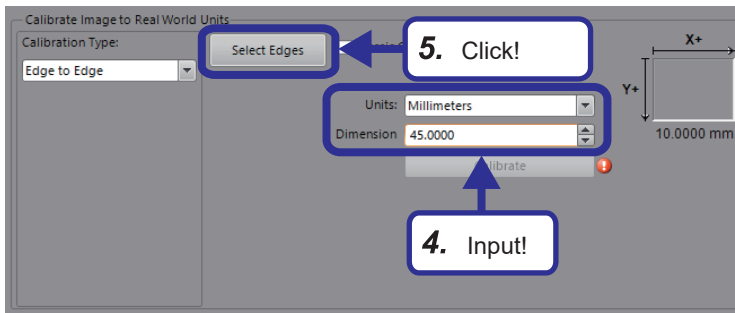 Calibrate Image to Real World Units
Calibration Type:
Edge to Edge
Select Edges
5. Click!
Units: Millimeters
Dimension 45.0000
4. Input!
X+
Y+
10.0000 mm